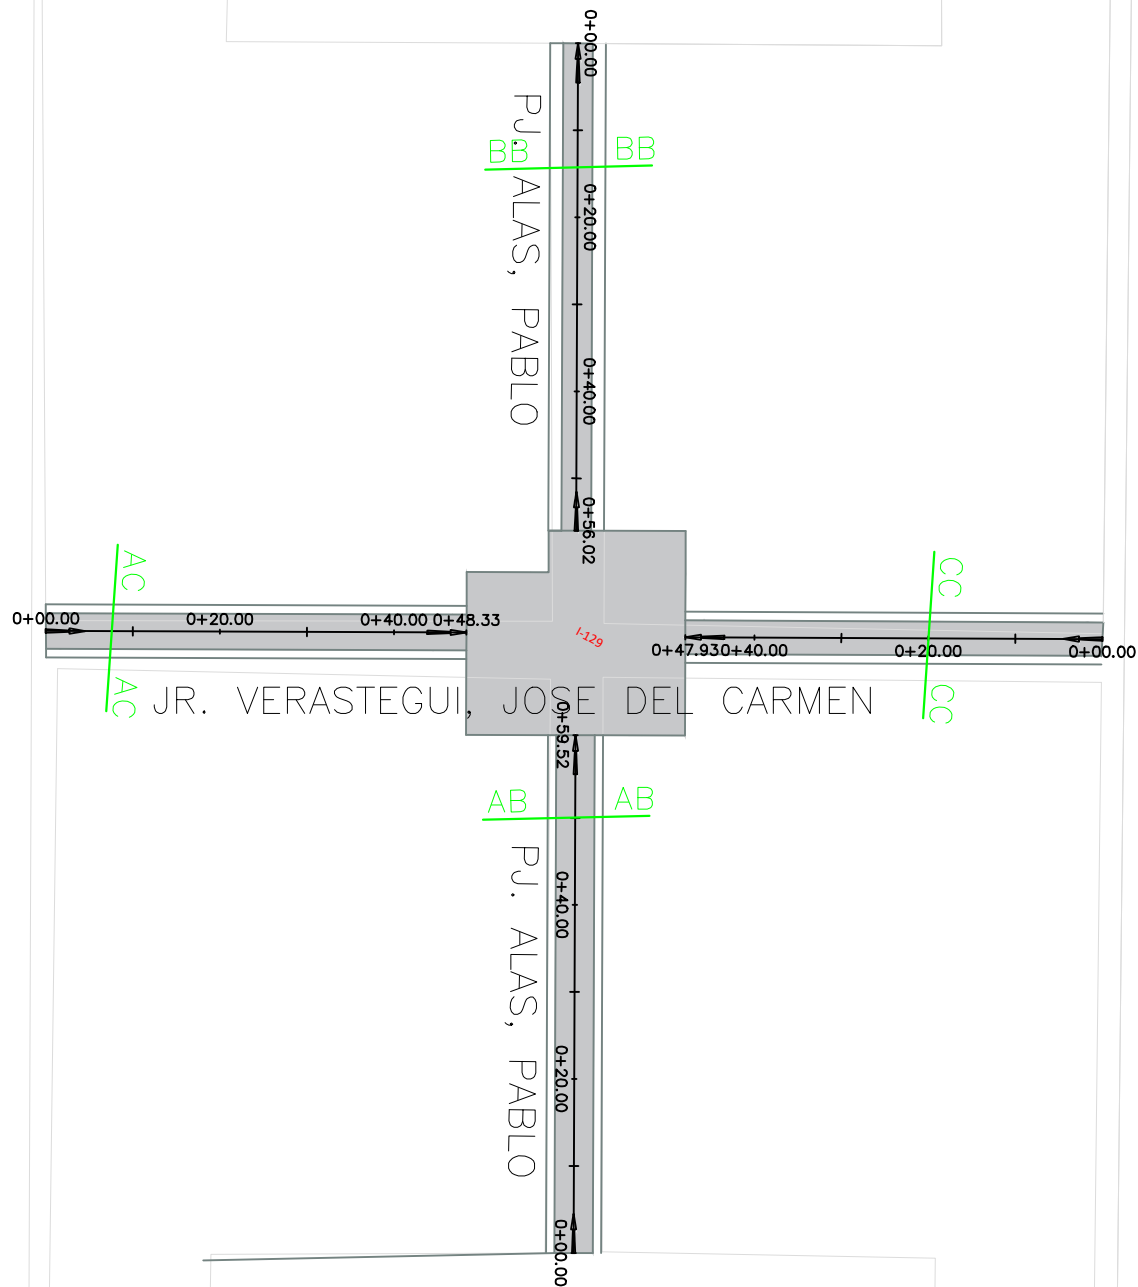 0+00.00
PJ. ALAS, PABLO
BB
BB
0+20.00
0+40.00
0+56.02
AC
CC
0+00.00
0+20.00
0+40.00
0+48.33
I-129
0+47.93
0+40.00
0+20.00
0+00.00
AC
JR. VERASTEGUI, JOSE DEL CARMEN
CC
0+59.52
AB
AB
PJ. ALAS, PABLO
0+40.00
0+20.00
0+00.00